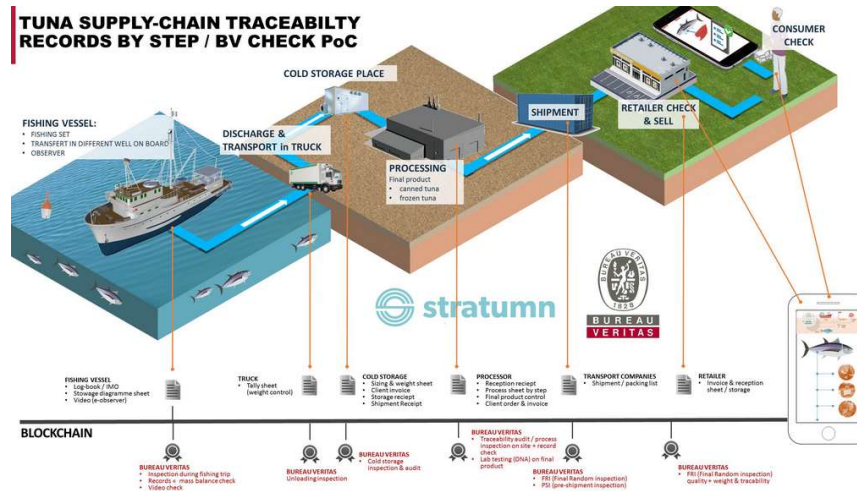 TUNA SUPPLY-CHAIN TRACEABILTY
RECORDS BY STEP / BV CHECK PoC
CONSUMER
CHECK
COLD STORAGE PLACE
FISHING VESSEL:
• FISHING SET
• TRANSFERT IN DIFFERENT WELL ON BOARD
• OBSERVER
DISCHARGE &
TRANSPORT in TRUCK
SHIPMENT
RETAILER CHECK
& SELL
PROCESSING
Final product
• canned tuna
• frozen tuna
stratumn
BUREAU VERITAS
1828
BUREAU
VERITAS
FISHING VESSEL
• Log-book / IMO
• Stowage diagramme sheet
• Video (e-observer)
TRUCK
• Tally sheet
(weight control)
COLD STORAGE
• Sizing & weight sheet
• Client invoice
• Storage reciept
• Shipment Receipt
PROCESSOR
• Reception reciept
• Process sheet by step
• Final product control
• Client order & invoice
TRANSPORT COMPANIES
• Shipment / packing list
RETAILER
• Invoice & reception
sheet / storage
BLOCKCHAIN
BUREAU VERITAS
• Inspection during fishing trip
• Records + mass balance check
• Video check
BUREAU VERITAS
Unloading inspection
BUREAU VERITAS
• Cold storage
inspection & audit
BUREAU VERITAS
• Traceability audit / process
inspection on site + record
check
• Lab testing (DNA) on final
product
BUREAU VERITAS
• FRI (Final Random inspection)
• PSI (pre-shipment inspection)
BUREAU VERITAS
• FRI (Final Random inspection)
quality + weight & tracability